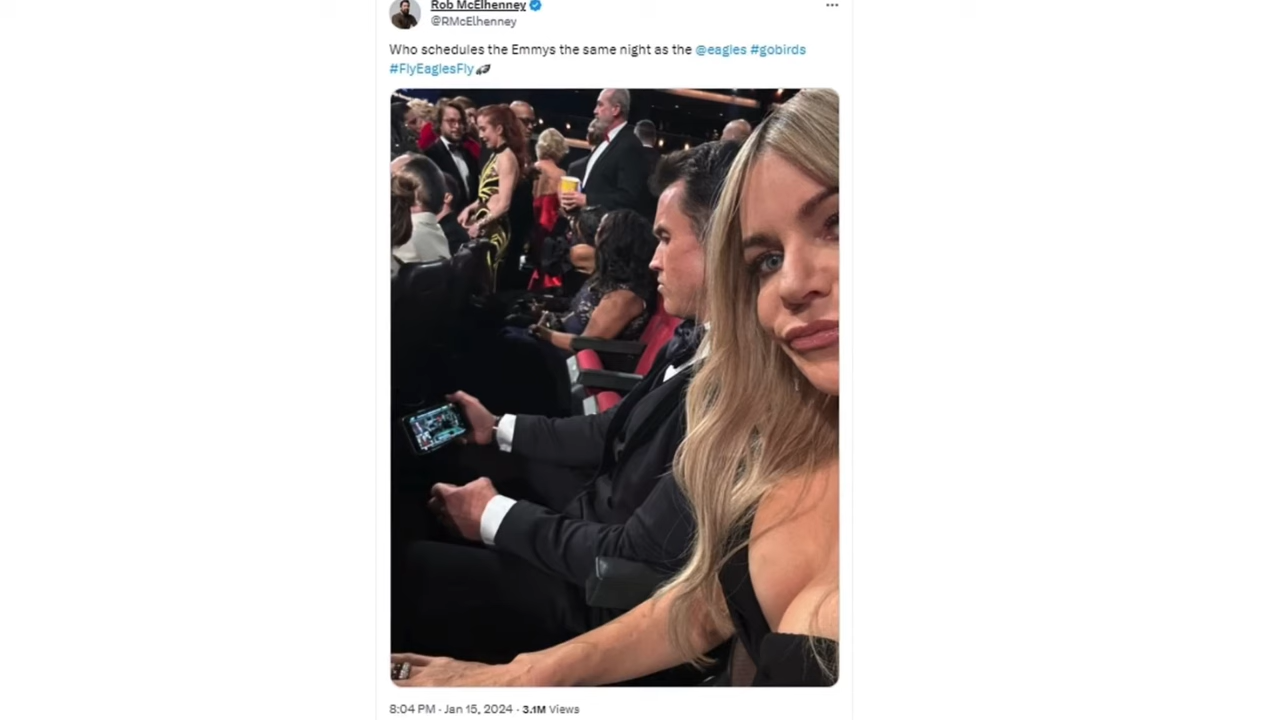 Rob McElhenney
@RMcElhenney
Who schedules the Emmys the same night as the @eagles #gobirds
#FlyEaglesFly
8:04 PM · Jan 15, 2024 · 3.1M Views